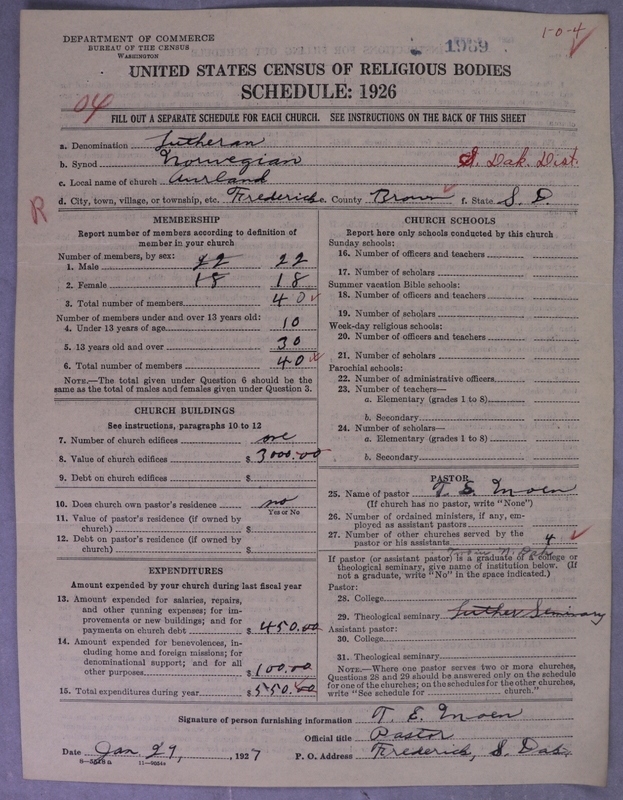 DEPARTMENT OF COMMERCE
BUREAU OF THE CENSUS
WASHINGTON
1959
1-0-4
UNITED STATES CENSUS OF RELIGIOUS BODIES
SCHEDULE: 1926
04
FILL OUT A SEPARATE SCHEDULE FOR EACH CHURCH. SEE INSTRUCTIONS ON THE BACK OF THIS SHEET
a. Denomination Lutheran
b. Synod Norwegian S. Dak. Dist.
c. Local name of church Aurland
d. City, town, village, or township, etc. Frederick e. County Brown f. State S. D.
R
MEMBERSHIP
Report number of members according to definition of
member in your church
Number of members, by sex:
1. Male 22 22
2. Female 18 18
3. Total number of members 40
Number of members under and over 13 years old:
4. Under 13 years of age 10
5. 13 years old and over 30
6. Total number of members 40
NOTE.—The total given under Question 6 should be the
same as the total of males and females given under Question 3.
CHURCH BUILDINGS
See instructions, paragraphs 10 to 12
7. Number of church edifices one
8. Value of church edifices $ 3000.00
9. Debt on church edifices $
10. Does church own pastor's residence no
Yes or No
11. Value of pastor's residence (if owned by
church) $
12. Debt on pastor's residence (if owned by
church) $
EXPENDITURES
Amount expended by your church during last fiscal year
13. Amount expended for salaries, repairs,
and other running expenses; for im-
provements or new buildings; and for
payments on church debt $ 450.00
14. Amount expended for benevolences, in-
cluding home and foreign missions; for
denominational support; and for all
other purposes $ 100.00
15. Total expenditures during year $ 550.00
CHURCH SCHOOLS
Report here only schools conducted by this church
Sunday schools:
16. Number of officers and teachers
17. Number of scholars
Summer vacation Bible schools:
18. Number of officers and teachers
19. Number of scholars
Week-day religious schools:
20. Number of officers and teachers
21. Number of scholars
Parochial schools:
22. Number of administrative officers
23. Number of teachers—
a. Elementary (grades 1 to 8)
b. Secondary
24. Number of scholars—
a. Elementary (grades 1 to 8)
b. Secondary
PASTOR
25. Name of pastor T. E. Moen
(If church has no pastor, write "None")
26. Number of ordained ministers, if any, em-
ployed as assistant pastors
27. Number of other churches served by the
pastor or his assistants 4
If pastor (or assistant pastor) is a graduate of a college or
theological seminary, give name of institution below. (If
not a graduate, write "No" in the space indicated.)
Pastor:
28. College
29. Theological seminary Luther Seminary
Assistant pastor:
30. College
31. Theological seminary
NOTE.—Where one pastor serves two or more churches,
Questions 28 and 29 should be answered only on the schedule
for one of the churches; on the schedules for the other churches,
write "See schedule for church."
Signature of person furnishing information T. E. Moen
Official title Pastor
Date Jan. 29, 1927 P. O. Address Frederick, S. Dak.
8—5518 a 11—9054a